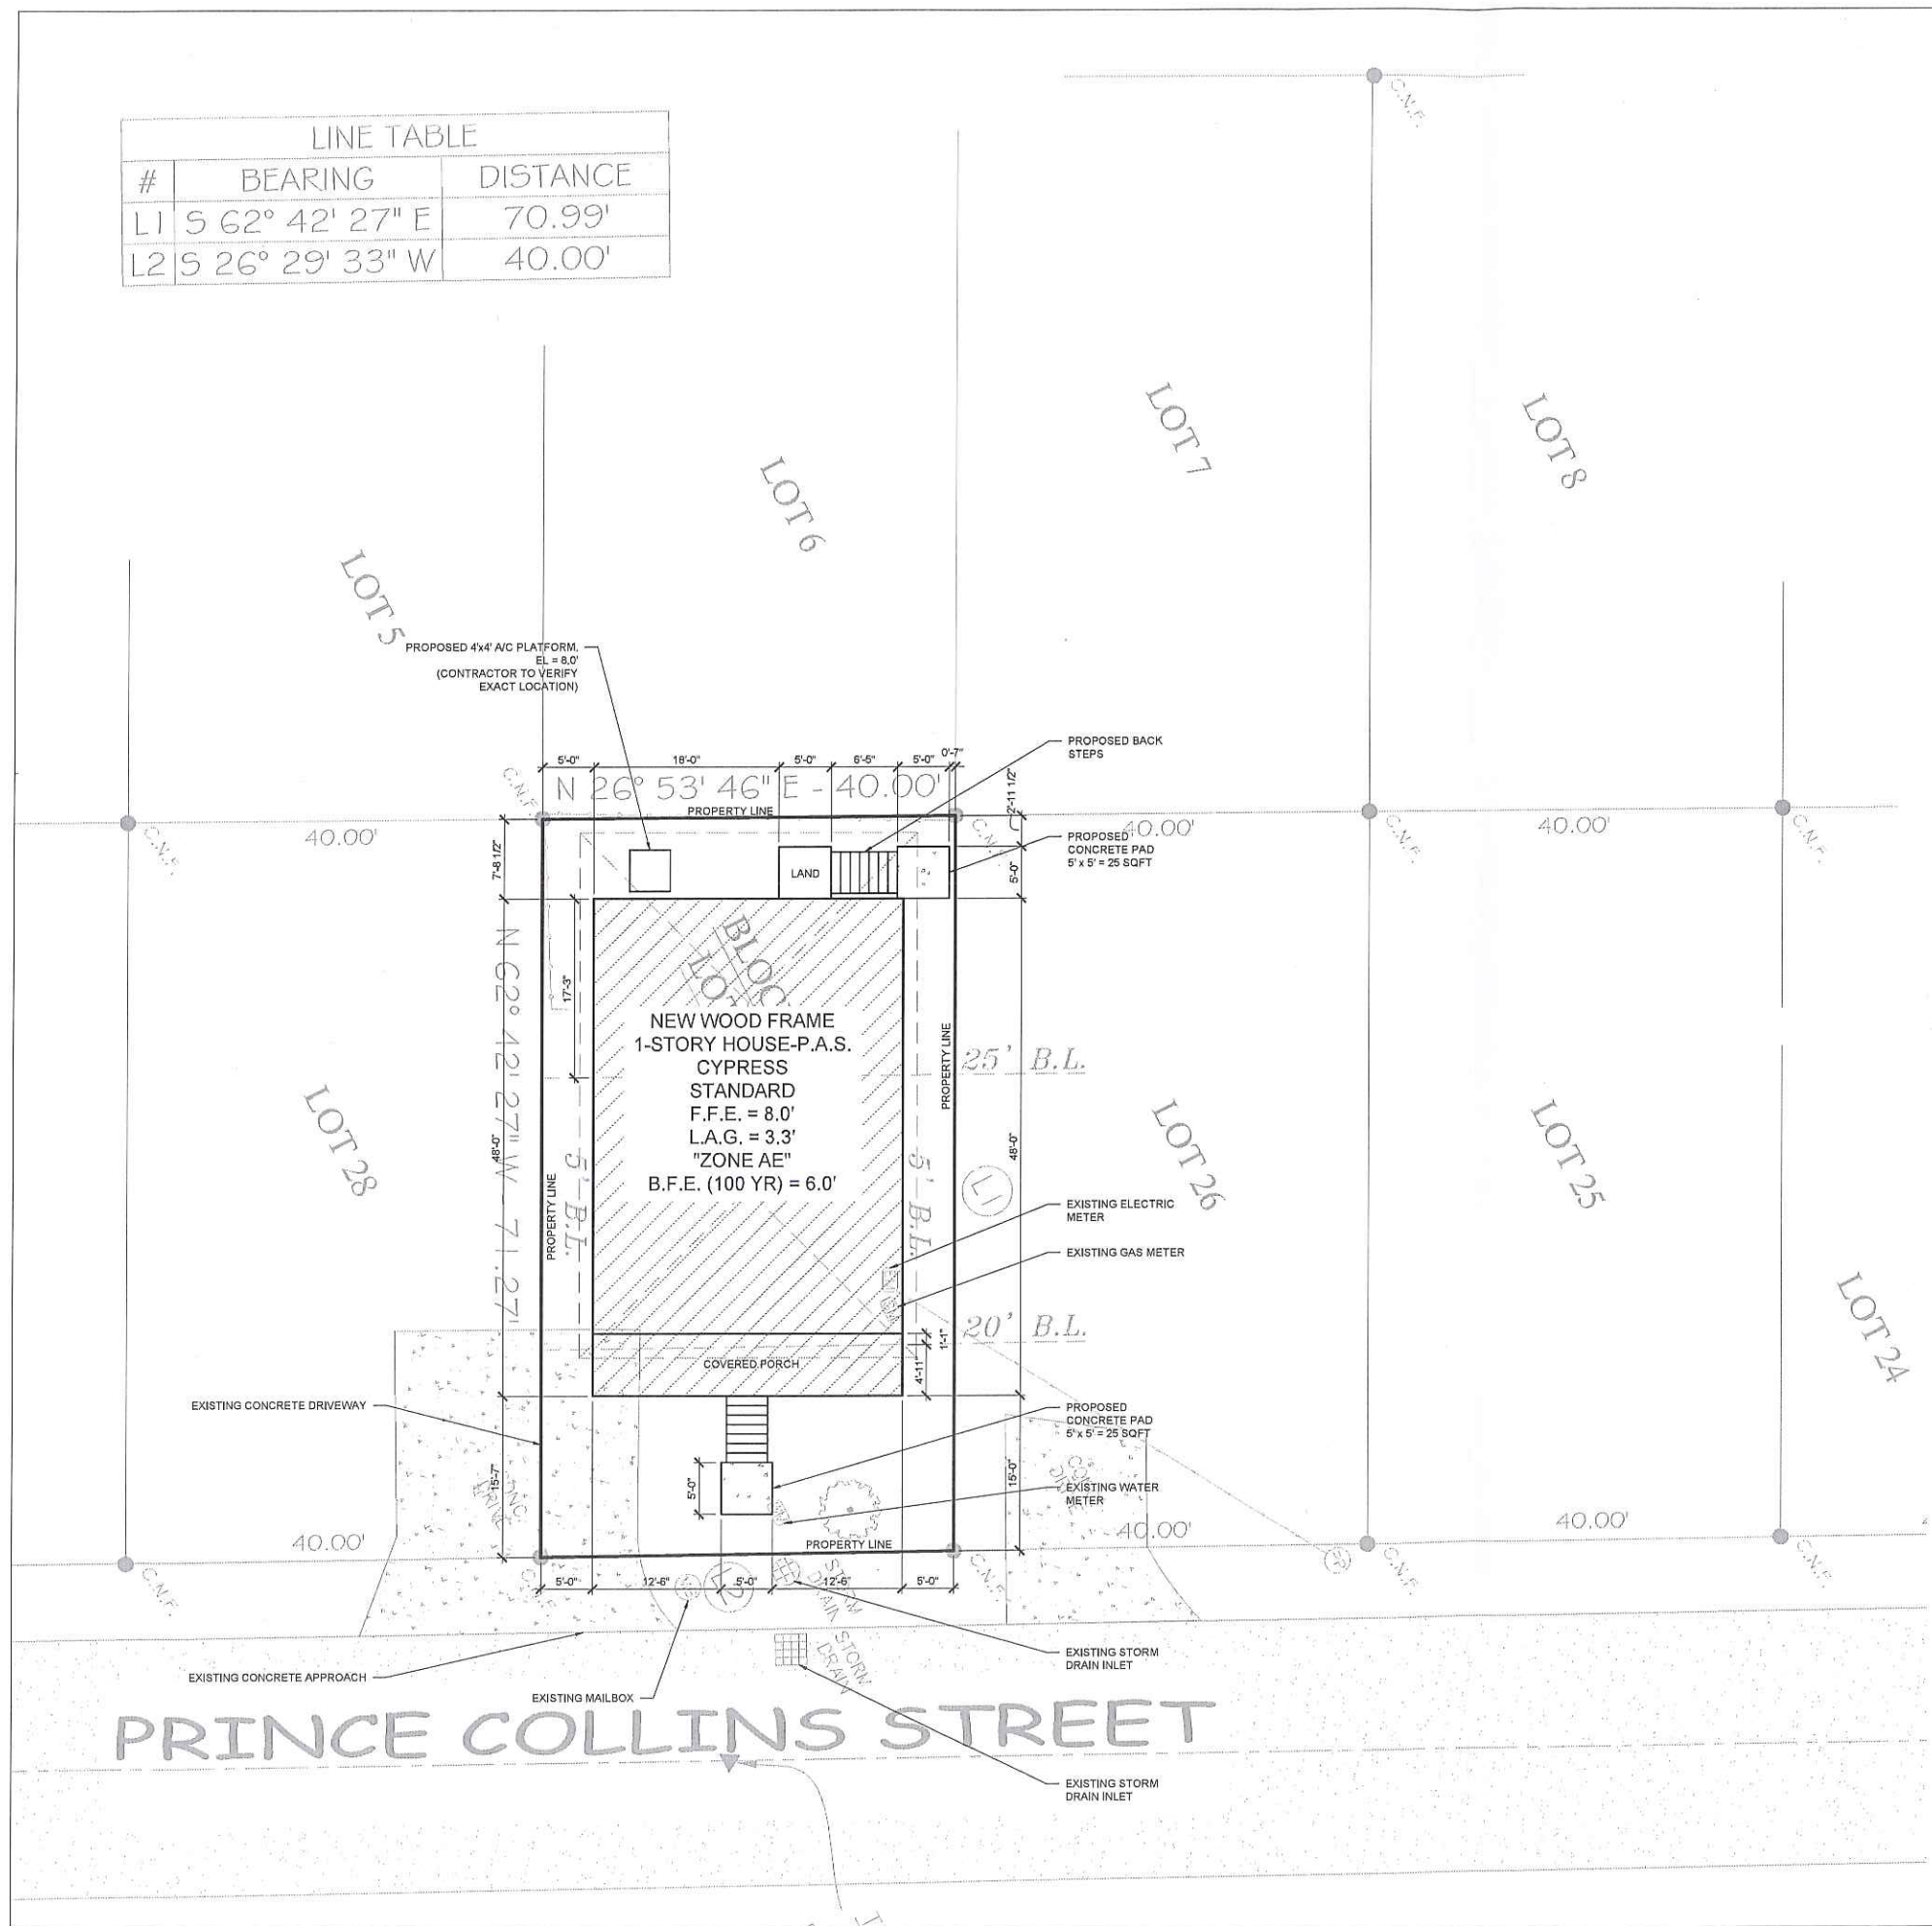 LINE TABLE
# BEARING DISTANCE
L1 S 62° 42' 27" E 70.99'
L2 S 26° 29' 33" W 40.00'
C.N.F.
LOT 5
LOT 6
LOT 7
LOT 8
PROPOSED 4'x4' A/C PLATFORM.
EL = 8.0'
(CONTRACTOR TO VERIFY
EXACT LOCATION)
PROPOSED BACK
STEPS
5'-0" 18'-0" 5'-0" 6'-5" 5'-0" 0'-7"
N 26° 53' 46" E - 40.00'
PROPERTY LINE
2'-11 1/2"
C.N.F.
C.N.F.
40.00'
C.N.F.
C.N.F.
40.00'
C.N.F.
40.00'
C.N.F.
PROPOSED
CONCRETE PAD
5' x 5' = 25 SQFT
7'-8 1/2"
LAND
5'-0"
BLOC
LOT
N 62° 42' 27" W - 71.27'
17'-3"
NEW WOOD FRAME
1-STORY HOUSE-P.A.S.
CYPRESS
STANDARD
F.F.E. = 8.0'
L.A.G. = 3.3'
"ZONE AE"
B.F.E. (100 YR) = 6.0'
PROPERTY LINE
25' B.L.
48'-0"
48'-0"
5' B.L.
5' B.L.
PROPERTY LINE
L1
LOT 28
LOT 26
LOT 25
LOT 24
EXISTING ELECTRIC
METER
EXISTING GAS METER
20' B.L.
1'-1"
4'-11"
COVERED PORCH
EXISTING CONCRETE DRIVEWAY
PROPOSED
CONCRETE PAD
5' x 5' = 25 SQFT
15'-7"
CONC.
DRIVE
5'-0"
15'-0"
EXISTING WATER
METER
40.00'
40.00'
40.00'
PROPERTY LINE
C.N.F.
C.N.F.
C.N.F.
C.N.F.
5'-0" 12'-6" 5'-0" 12'-6" 5'-0"
L2
STORM
DRAIN
STORM
DRAIN
EXISTING CONCRETE APPROACH
EXISTING MAILBOX
EXISTING STORM
DRAIN INLET
PRINCE COLLINS STREET
EXISTING STORM
DRAIN INLET